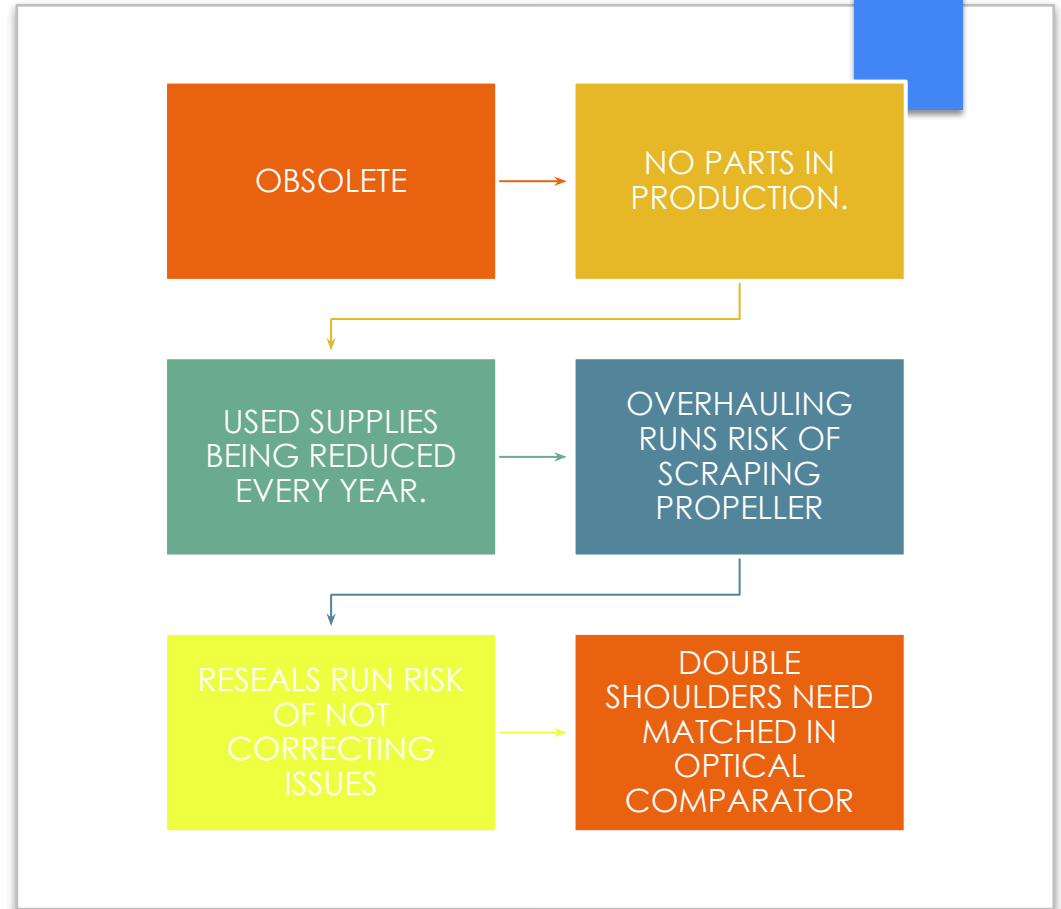 OBSOLETE
NO PARTS IN
PRODUCTION.
USED SUPPLIES
BEING REDUCED
EVERY YEAR.
OVERHAULING
RUNS RISK OF
SCRAPING
PROPELLER
RESEALS RUN RISK
OF NOT
CORRECTING
ISSUES
DOUBLE
SHOULDERS NEED
MATCHED IN
OPTICAL
COMPARATOR